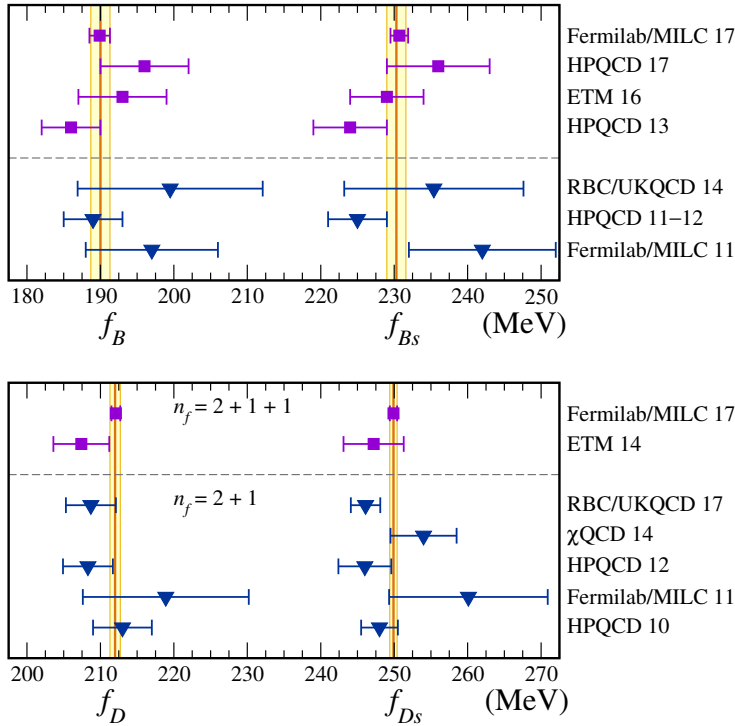 Fermilab/MILC 17
HPQCD 17
ETM 16
HPQCD 13
RBC/UKQCD 14
HPQCD 11–12
Fermilab/MILC 11
180 190 200 210 220 230 240 250
f_B f_Bs (MeV)
n_f = 2 + 1 + 1
Fermilab/MILC 17
ETM 14
n_f = 2 + 1
RBC/UKQCD 17
χQCD 14
HPQCD 12
Fermilab/MILC 11
HPQCD 10
200 210 220 230 240 250 260 270
f_D f_Ds (MeV)